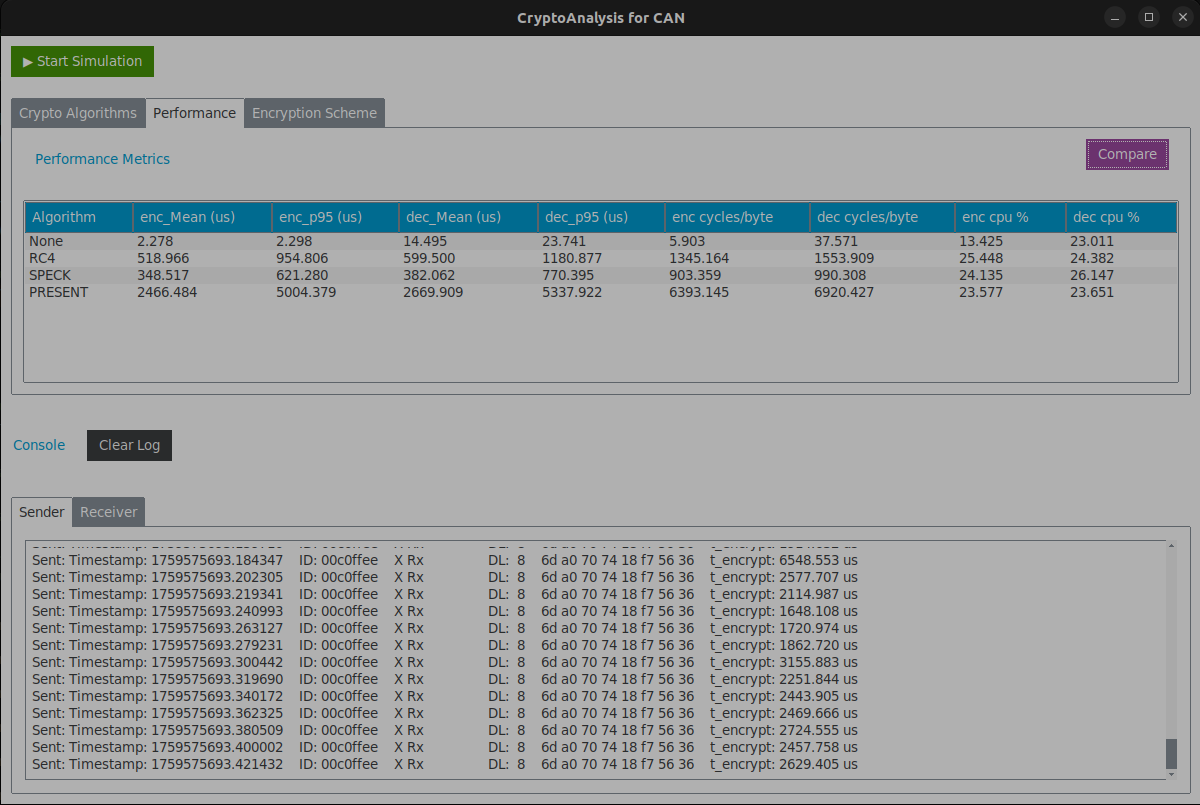 CryptoAnalysis for CAN
▶ Start Simulation
Crypto Algorithms Performance Encryption Scheme
Performance Metrics Compare
Algorithm enc_Mean (us) enc_p95 (us) dec_Mean (us) dec_p95 (us) enc cycles/byte dec cycles/byte enc cpu % dec cpu %
None 2.278 2.298 14.495 23.741 5.903 37.571 13.425 23.011
RC4 518.966 954.806 599.500 1180.877 1345.164 1553.909 25.448 24.382
SPECK 348.517 621.280 382.062 770.395 903.359 990.308 24.135 26.147
PRESENT 2466.484 5004.379 2669.909 5337.922 6393.145 6920.427 23.577 23.651
Console Clear Log
Sender Receiver
Sent: Timestamp: 1759575693.184347 ID: 00c0ffee X Rx DL: 8 6d a0 70 74 18 f7 56 36 t_encrypt: 6548.553 us
Sent: Timestamp: 1759575693.202305 ID: 00c0ffee X Rx DL: 8 6d a0 70 74 18 f7 56 36 t_encrypt: 2577.707 us
Sent: Timestamp: 1759575693.219341 ID: 00c0ffee X Rx DL: 8 6d a0 70 74 18 f7 56 36 t_encrypt: 2114.987 us
Sent: Timestamp: 1759575693.240993 ID: 00c0ffee X Rx DL: 8 6d a0 70 74 18 f7 56 36 t_encrypt: 1648.108 us
Sent: Timestamp: 1759575693.263127 ID: 00c0ffee X Rx DL: 8 6d a0 70 74 18 f7 56 36 t_encrypt: 1720.974 us
Sent: Timestamp: 1759575693.279231 ID: 00c0ffee X Rx DL: 8 6d a0 70 74 18 f7 56 36 t_encrypt: 1862.720 us
Sent: Timestamp: 1759575693.300442 ID: 00c0ffee X Rx DL: 8 6d a0 70 74 18 f7 56 36 t_encrypt: 3155.883 us
Sent: Timestamp: 1759575693.319690 ID: 00c0ffee X Rx DL: 8 6d a0 70 74 18 f7 56 36 t_encrypt: 2251.844 us
Sent: Timestamp: 1759575693.340172 ID: 00c0ffee X Rx DL: 8 6d a0 70 74 18 f7 56 36 t_encrypt: 2443.905 us
Sent: Timestamp: 1759575693.362325 ID: 00c0ffee X Rx DL: 8 6d a0 70 74 18 f7 56 36 t_encrypt: 2469.666 us
Sent: Timestamp: 1759575693.380509 ID: 00c0ffee X Rx DL: 8 6d a0 70 74 18 f7 56 36 t_encrypt: 2724.555 us
Sent: Timestamp: 1759575693.400002 ID: 00c0ffee X Rx DL: 8 6d a0 70 74 18 f7 56 36 t_encrypt: 2457.758 us
Sent: Timestamp: 1759575693.421432 ID: 00c0ffee X Rx DL: 8 6d a0 70 74 18 f7 56 36 t_encrypt: 2629.405 us